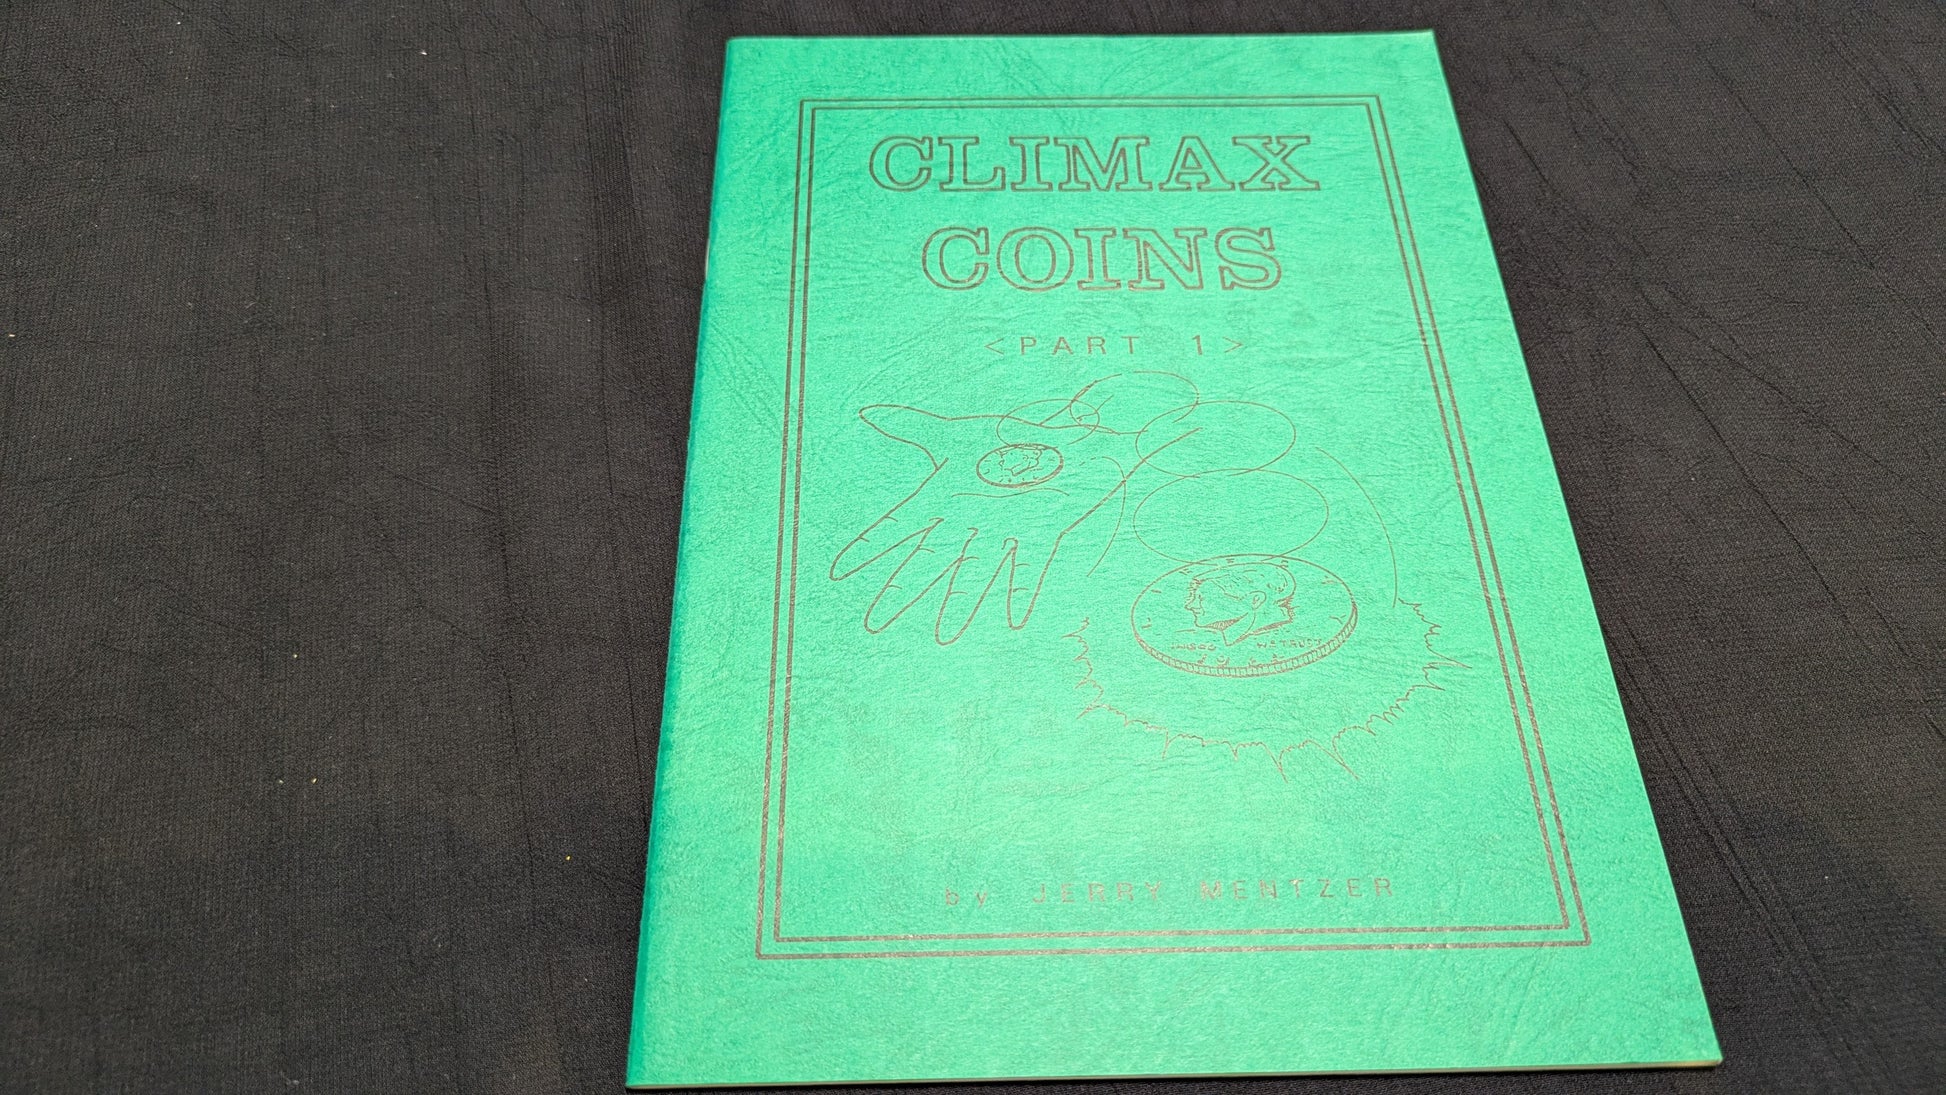 CLIMAX
COINS
<PART 1>
by JERRY MENTZER